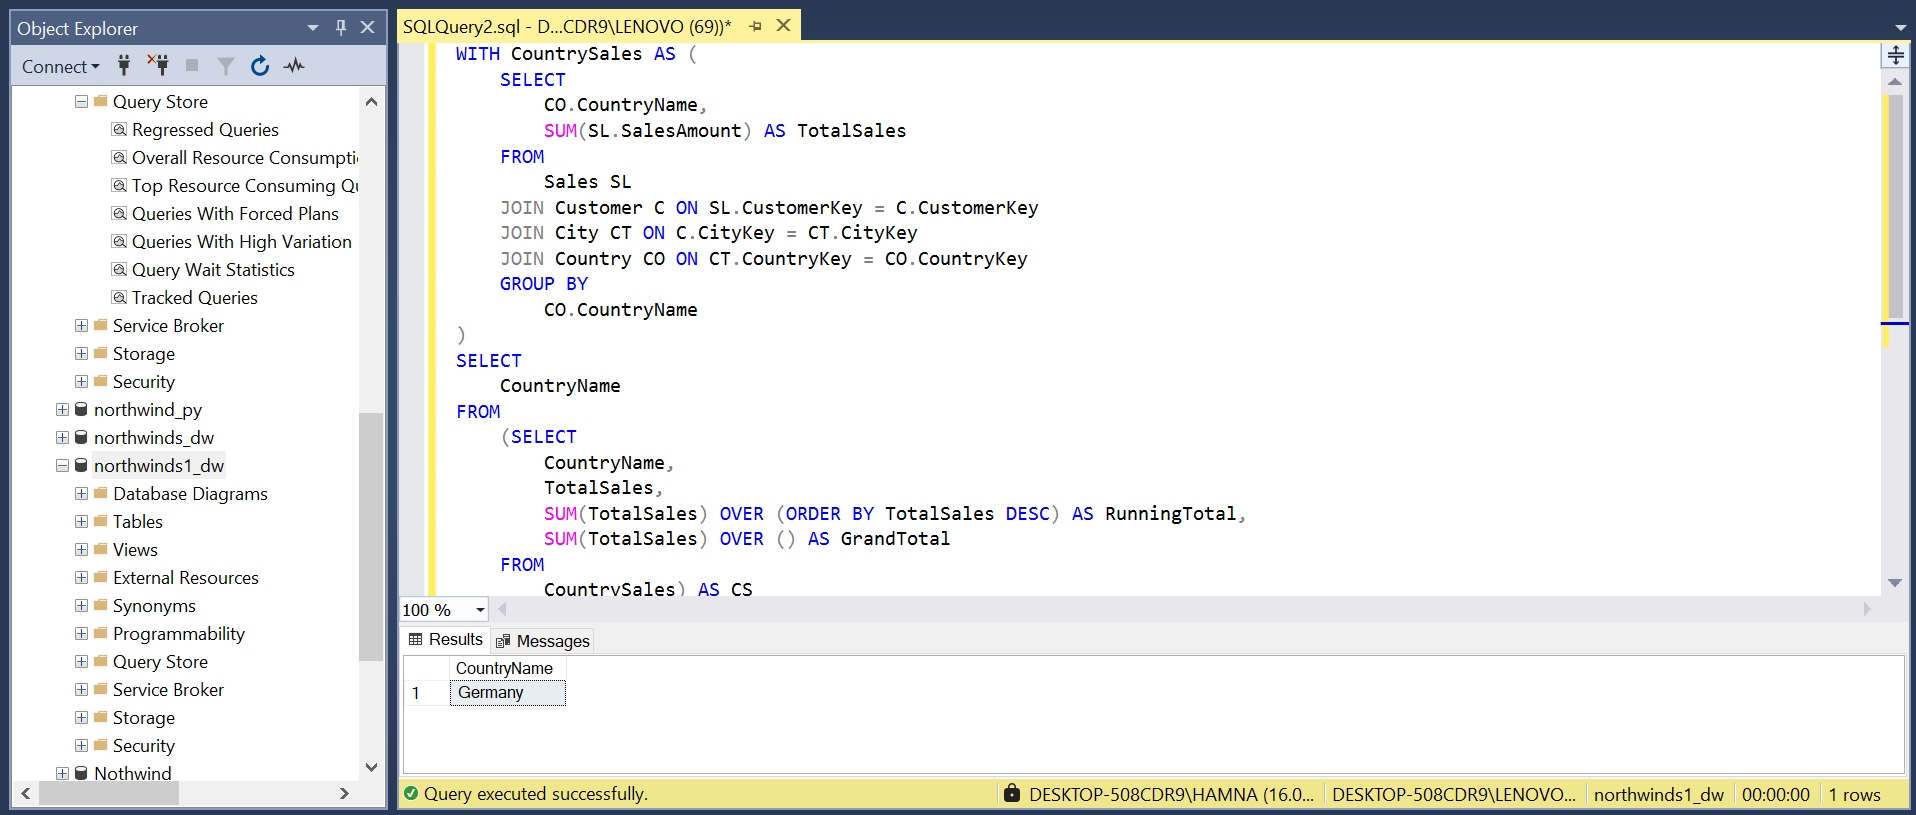 Object Explorer
Connect
Query Store
Regressed Queries
Overall Resource Consumpti
Top Resource Consuming Qu
Queries With Forced Plans
Queries With High Variation
Query Wait Statistics
Tracked Queries
Service Broker
Storage
Security
northwind_py
northwinds_dw
northwinds1_dw
Database Diagrams
Tables
Views
External Resources
Synonyms
Programmability
Query Store
Service Broker
Storage
Security
Nothwind
SQLQuery2.sql - D...CDR9\LENOVO (69))*
WITH CountrySales AS (
SELECT
CO.CountryName,
SUM(SL.SalesAmount) AS TotalSales
FROM
Sales SL
JOIN Customer C ON SL.CustomerKey = C.CustomerKey
JOIN City CT ON C.CityKey = CT.CityKey
JOIN Country CO ON CT.CountryKey = CO.CountryKey
GROUP BY
CO.CountryName
)
SELECT
CountryName
FROM
(SELECT
CountryName,
TotalSales,
SUM(TotalSales) OVER (ORDER BY TotalSales DESC) AS RunningTotal,
SUM(TotalSales) OVER () AS GrandTotal
FROM
CountrySales) AS CS
100 %
Results Messages
CountryName
1 Germany
Query executed successfully. DESKTOP-508CDR9\HAMNA (16.0... DESKTOP-508CDR9\LENOVO... northwinds1_dw 00:00:00 1 rows